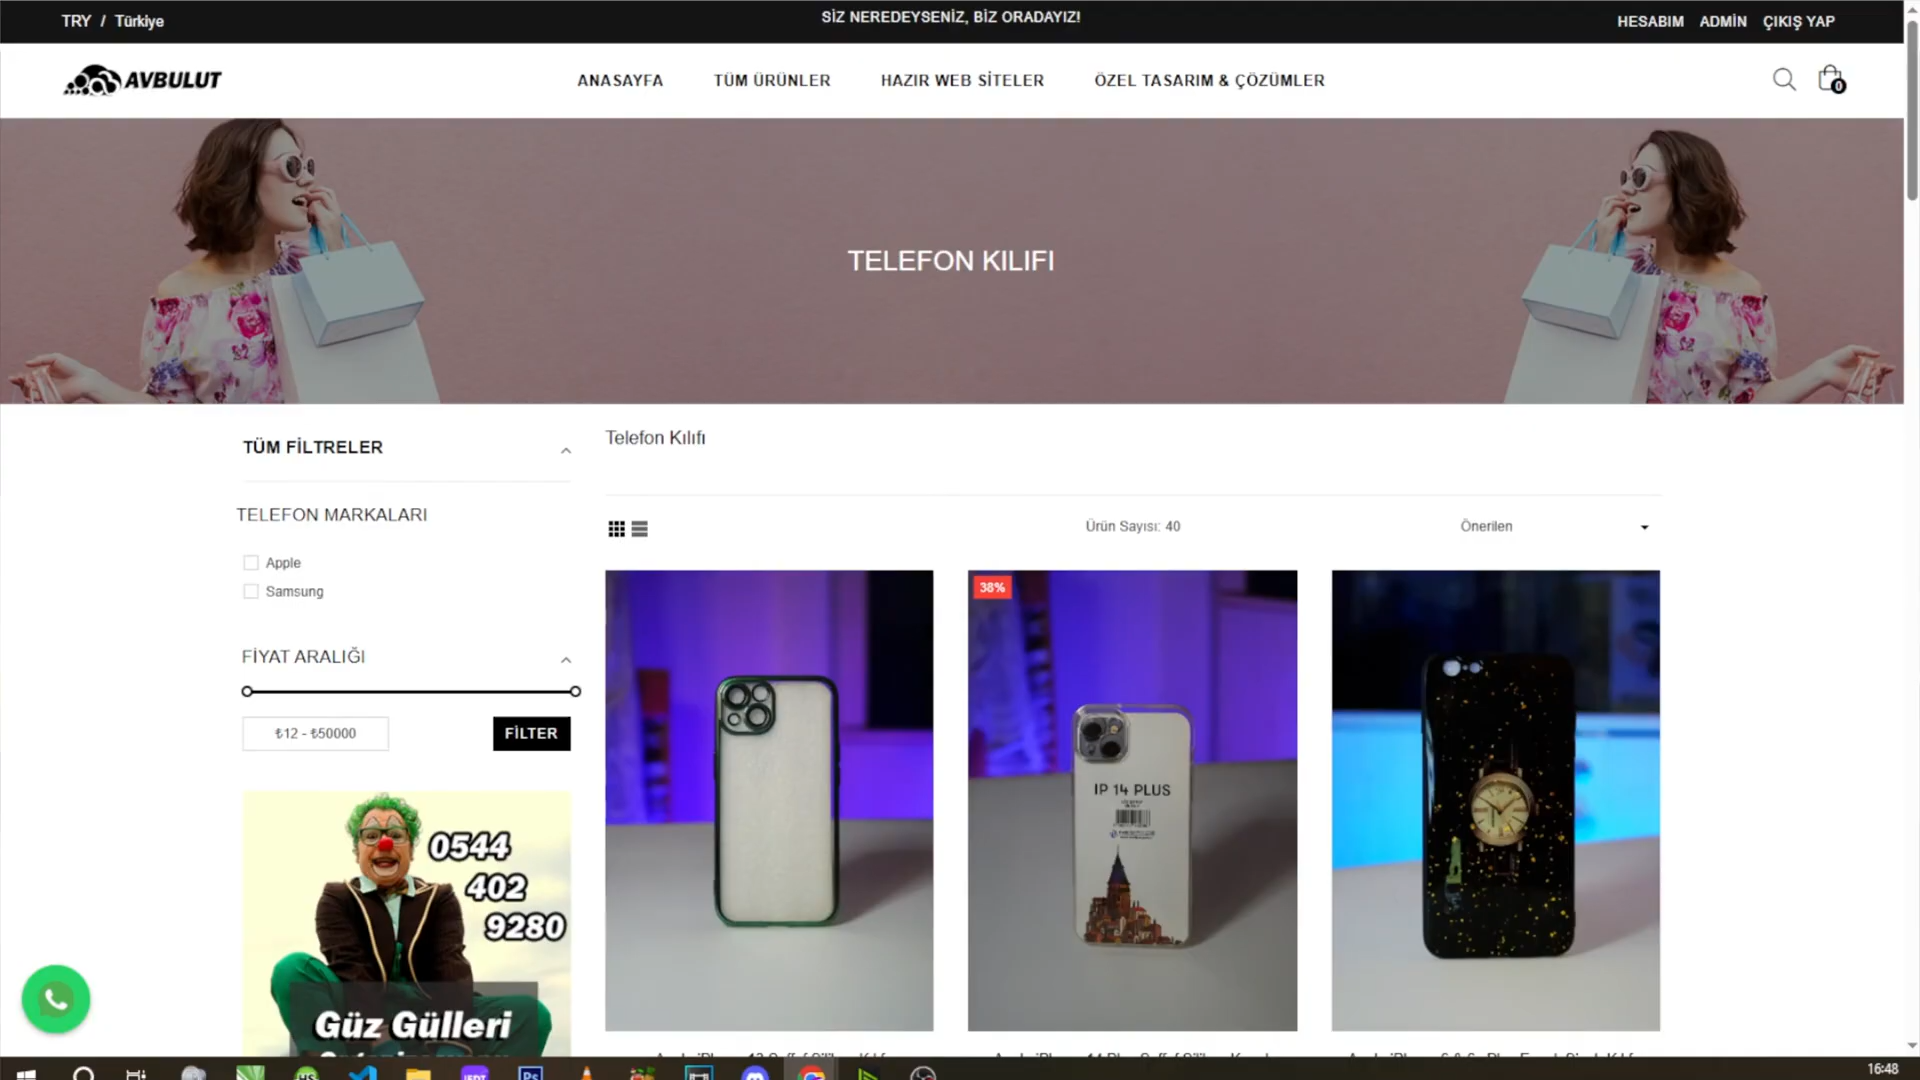 TRY / Türkiye
SİZ NEREDEYSENİZ, BİZ ORADAYIZ!
HESABIM ADMİN ÇIKIŞ YAP
AVBULUT
ANASAYFA TÜM ÜRÜNLER HAZIR WEB SİTELER ÖZEL TASARIM & ÇÖZÜMLER
0
TELEFON KILIFI
TÜM FİLTRELER
TELEFON MARKALARI
Apple
Samsung
FİYAT ARALIĞI
₺12 - ₺50000
FİLTER
0544
402
9280
Güz Gülleri
Telefon Kılıfı
Ürün Sayısı: 40
Önerilen
38%
IP 14 PLUS
Ps
16:48